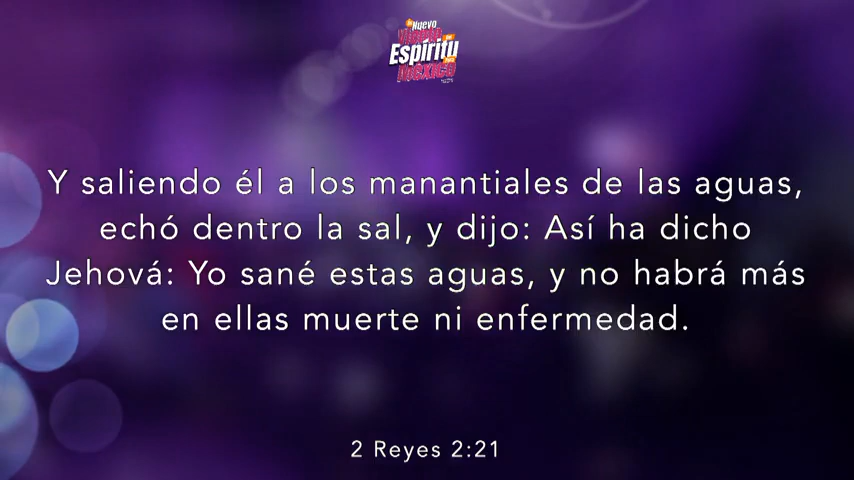 Nuevo
Espíritu
México
Y saliendo él a los manantiales de las aguas,
echó dentro la sal, y dijo: Así ha dicho
Jehová: Yo sané estas aguas, y no habrá más
en ellas muerte ni enfermedad.
2 Reyes 2:21